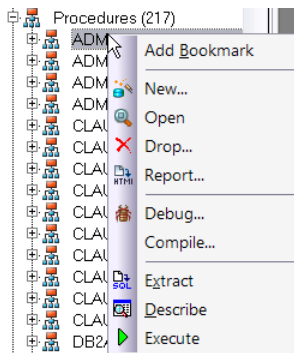 Procedures (217)
ADM
ADM
ADM
ADM
CLAU
CLAU
CLAU
CLAU
CLAU
CLAU
CLAU
CLAU
CLAU
CLAU
DB2A
Add Bookmark
New...
Open
Drop...
HTML
Report...
Debug...
Compile...
SQL
Extract
Describe
Execute